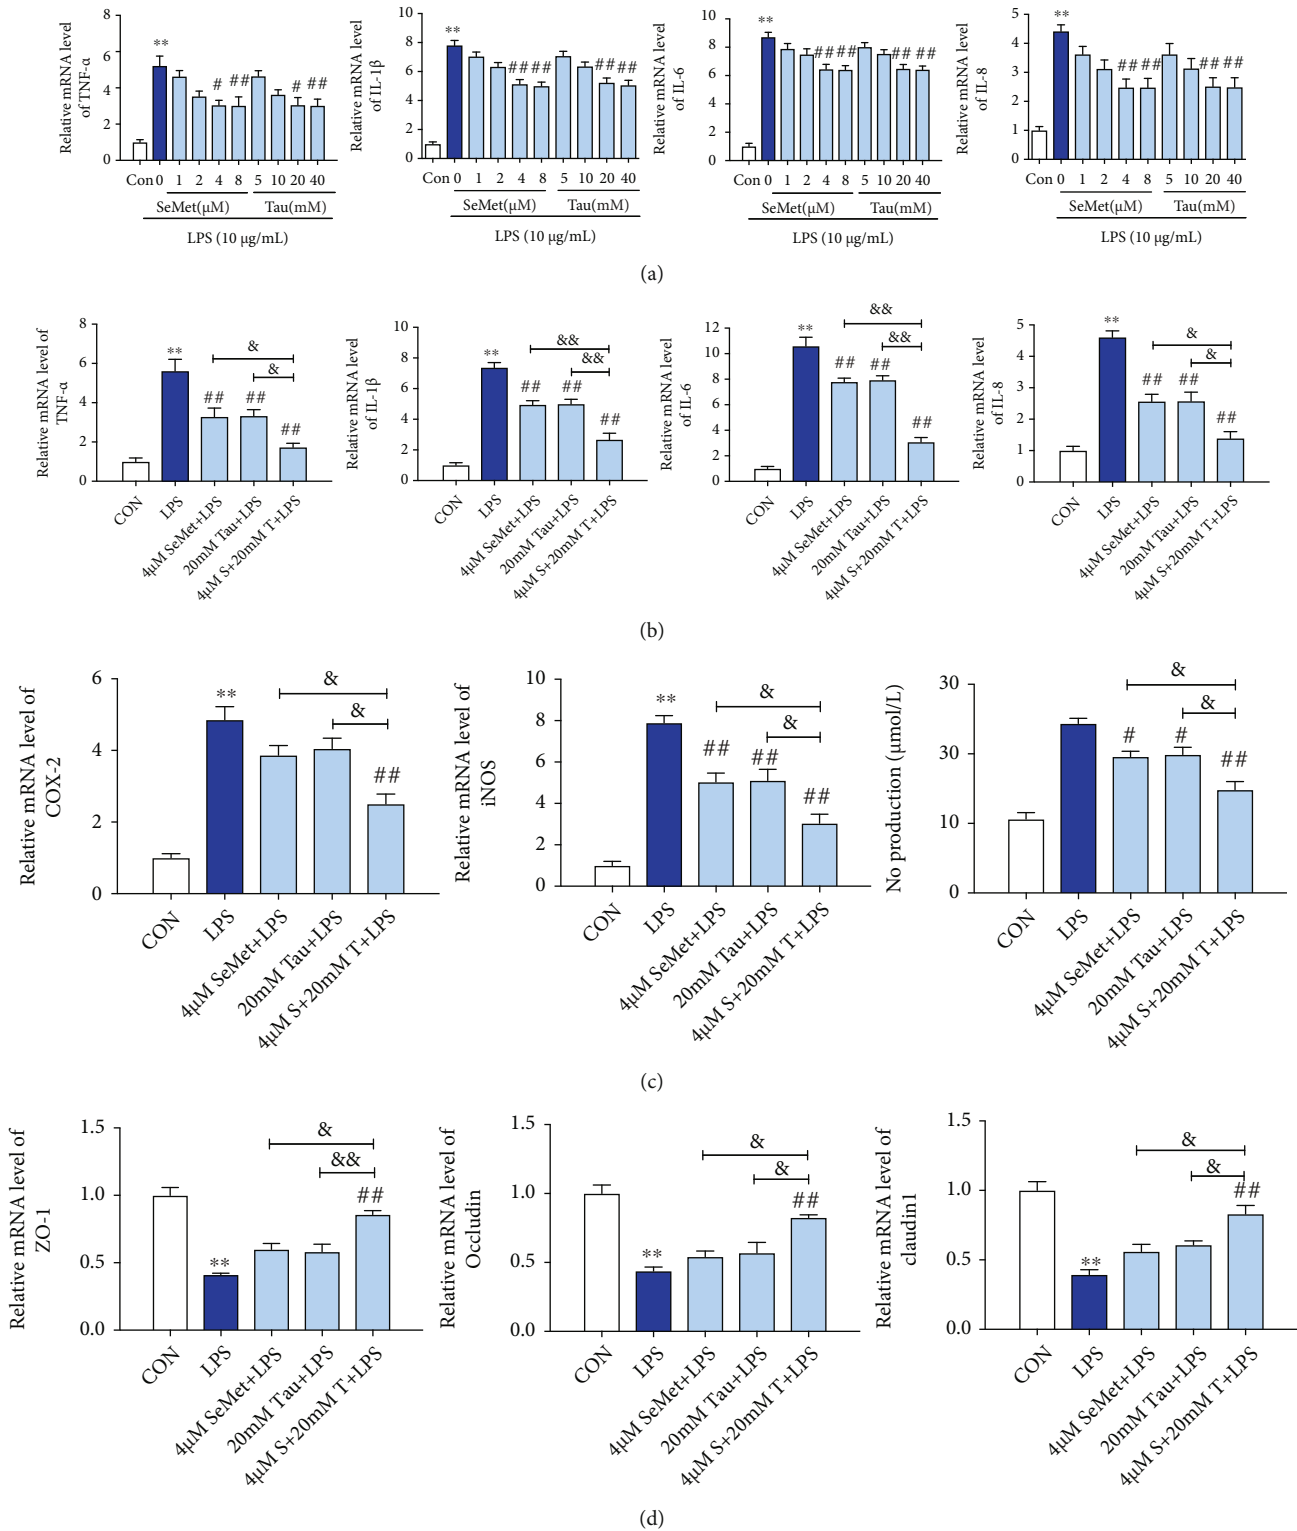 Relative mRNA level
of TNF-α
8
6
4
2
0
**
#
##
#
##
Con 0 1 2 4 8 5 10 20 40
SeMet(μM) Tau(mM)
LPS (10 μg/mL)
Relative mRNA level
of IL-1β
10
8
6
4
2
0
**
##
##
##
##
Con 0 1 2 4 8 5 10 20 40
SeMet(μM) Tau(mM)
LPS (10 μg/mL)
Relative mRNA level
of IL-6
10
8
6
4
2
0
**
##
##
##
##
Con 0 1 2 4 8 5 10 20 40
SeMet(μM) Tau(mM)
LPS (10 μg/mL)
Relative mRNA level
of IL-8
5
4
3
2
1
0
**
##
##
##
##
Con 0 1 2 4 8 5 10 20 40
SeMet(μM) Tau(mM)
LPS (10 μg/mL)
(a)
Relative mRNA level of
TNF-α
8
6
4
2
0
**
##
##
##
&
&
CON
LPS
4μM SeMet+LPS
20mM Tau+LPS
4μM S+20mM T+LPS
Relative mRNA level
of IL-1β
10
8
6
4
2
0
**
##
##
##
&&
&&
CON
LPS
4μM SeMet+LPS
20mM Tau+LPS
4μM S+20mM T+LPS
Relative mRNA level
of IL-6
12
10
8
6
4
2
0
**
##
##
##
&&
&&
CON
LPS
4μM SeMet+LPS
20mM Tau+LPS
4μM S+20mM T+LPS
Relative mRNA level
of IL-8
5
4
3
2
1
0
**
##
##
##
&
&
CON
LPS
4μM SeMet+LPS
20mM Tau+LPS
4μM S+20mM T+LPS
(b)
Relative mRNA level of
COX-2
6
4
2
0
**
##
&
&
CON
LPS
4μM SeMet+LPS
20mM Tau+LPS
4μM S+20mM T+LPS
Relative mRNA level of
iNOS
10
8
6
4
2
0
**
##
##
##
&
&
CON
LPS
4μM SeMet+LPS
20mM Tau+LPS
4μM S+20mM T+LPS
No production (μmol/L)
30
30
10
0
#
#
##
&
&
CON
LPS
4μM SeMet+LPS
20mM Tau+LPS
4μM S+20mM T+LPS
(c)
Relative mRNA level of
ZO-1
1.5
1.0
0.5
0.0
**
##
&
&&
CON
LPS
4μM SeMet+LPS
20mM Tau+LPS
4μM S+20mM T+LPS
Relative mRNA level of
Occludin
1.5
1.0
0.5
0.0
**
##
&
&
CON
LPS
4μM SeMet+LPS
20mM Tau+LPS
4μM S+20mM T+LPS
Relative mRNA level of
claudin1
1.5
1.0
0.5
0.0
**
##
&
&
CON
LPS
4μM SeMet+LPS
20mM Tau+LPS
4μM S+20mM T+LPS
(d)